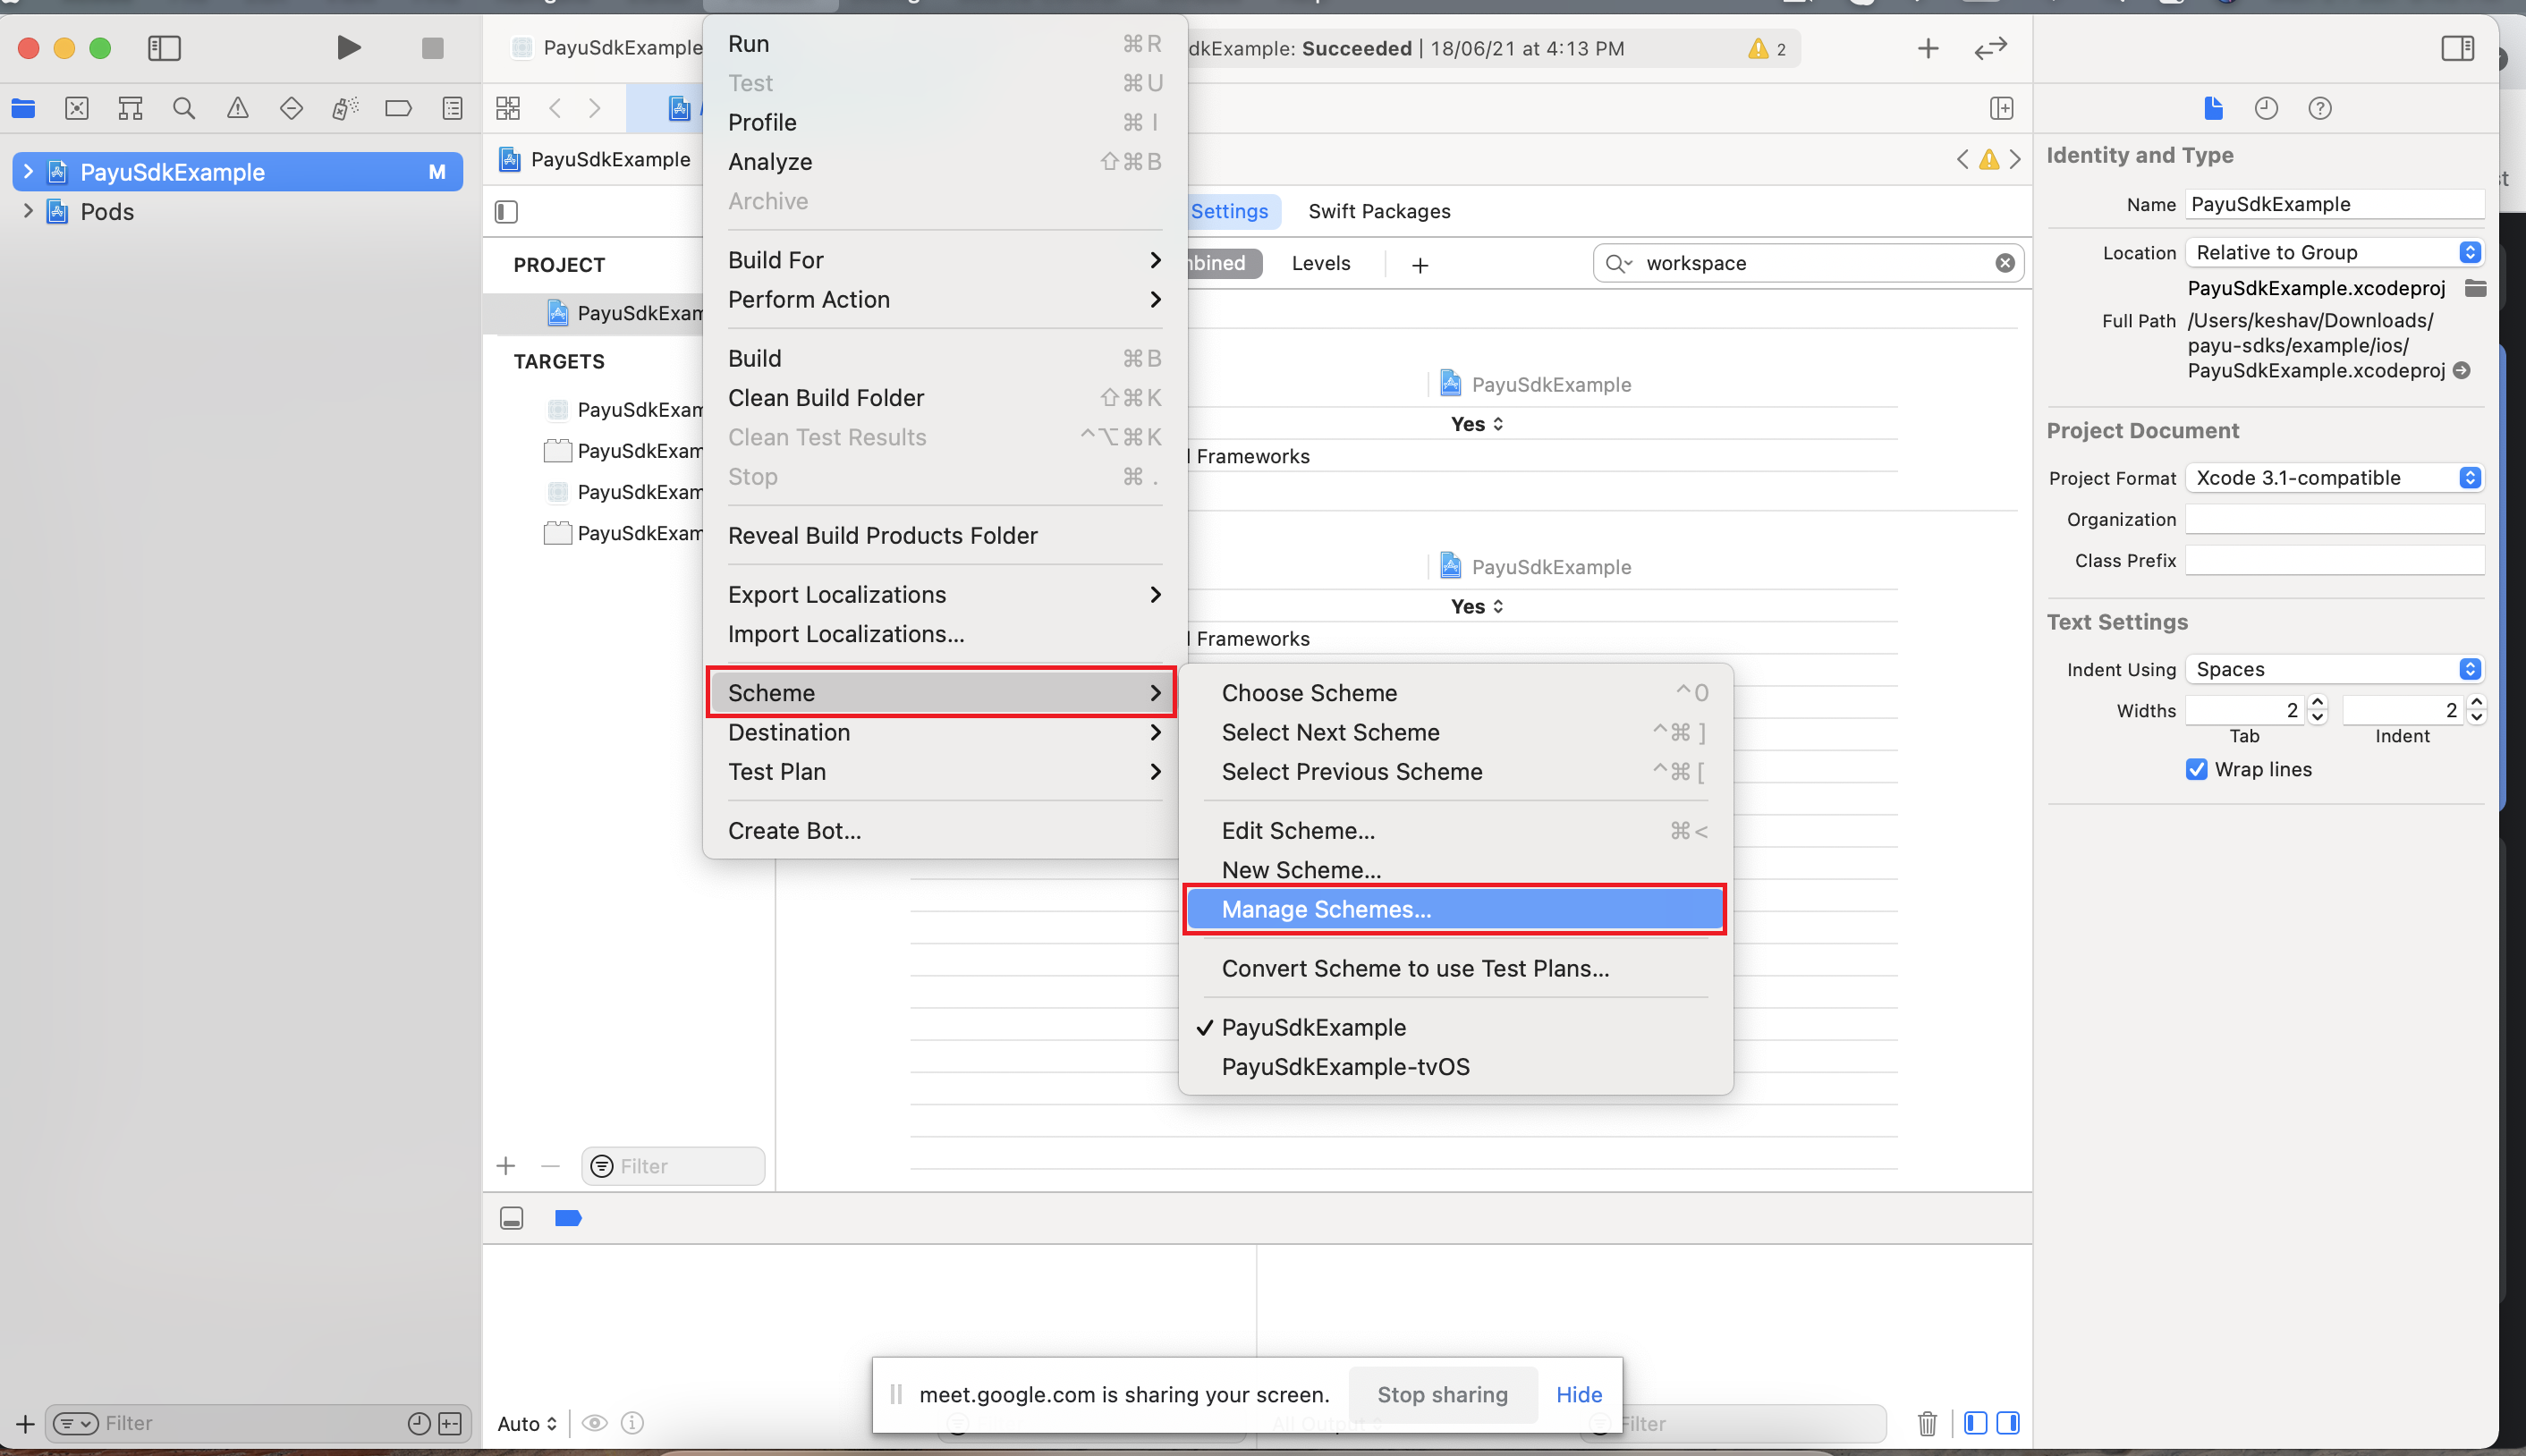 PayuSdkExample
dkExample: Succeeded | 18/06/21 at 4:13 PM
2
PayuSdkExample
M
Pods
PayuSdkExample
Settings
Swift Packages
PROJECT
bined
Levels
workspace
PayuSdkExam
TARGETS
PayuSdkExam
PayuSdkExam
PayuSdkExam
PayuSdkExam
Run ⌘R
Test ⌘U
Profile ⌘I
Analyze ⇧⌘B
Archive
Build For
Perform Action
Build ⌘B
Clean Build Folder ⇧⌘K
Clean Test Results ^⌥⌘K
Stop ⌘.
Reveal Build Products Folder
Export Localizations
Import Localizations...
Scheme
Destination
Test Plan
Create Bot...
PayuSdkExample
Yes
Frameworks
PayuSdkExample
Yes
Frameworks
Choose Scheme ^0
Select Next Scheme ^⌘]
Select Previous Scheme ^⌘[
Edit Scheme... ⌘<
New Scheme...
Manage Schemes...
Convert Scheme to use Test Plans...
✓ PayuSdkExample
PayuSdkExample-tvOS
Identity and Type
Name PayuSdkExample
Location Relative to Group
PayuSdkExample.xcodeproj
Full Path /Users/keshav/Downloads/
payu-sdks/example/ios/
PayuSdkExample.xcodeproj
Project Document
Project Format Xcode 3.1-compatible
Organization
Class Prefix
Text Settings
Indent Using Spaces
Widths 2 2
Tab Indent
Wrap lines
Filter
meet.google.com is sharing your screen.
Stop sharing
Hide
Filter
Auto
All Output
Filter